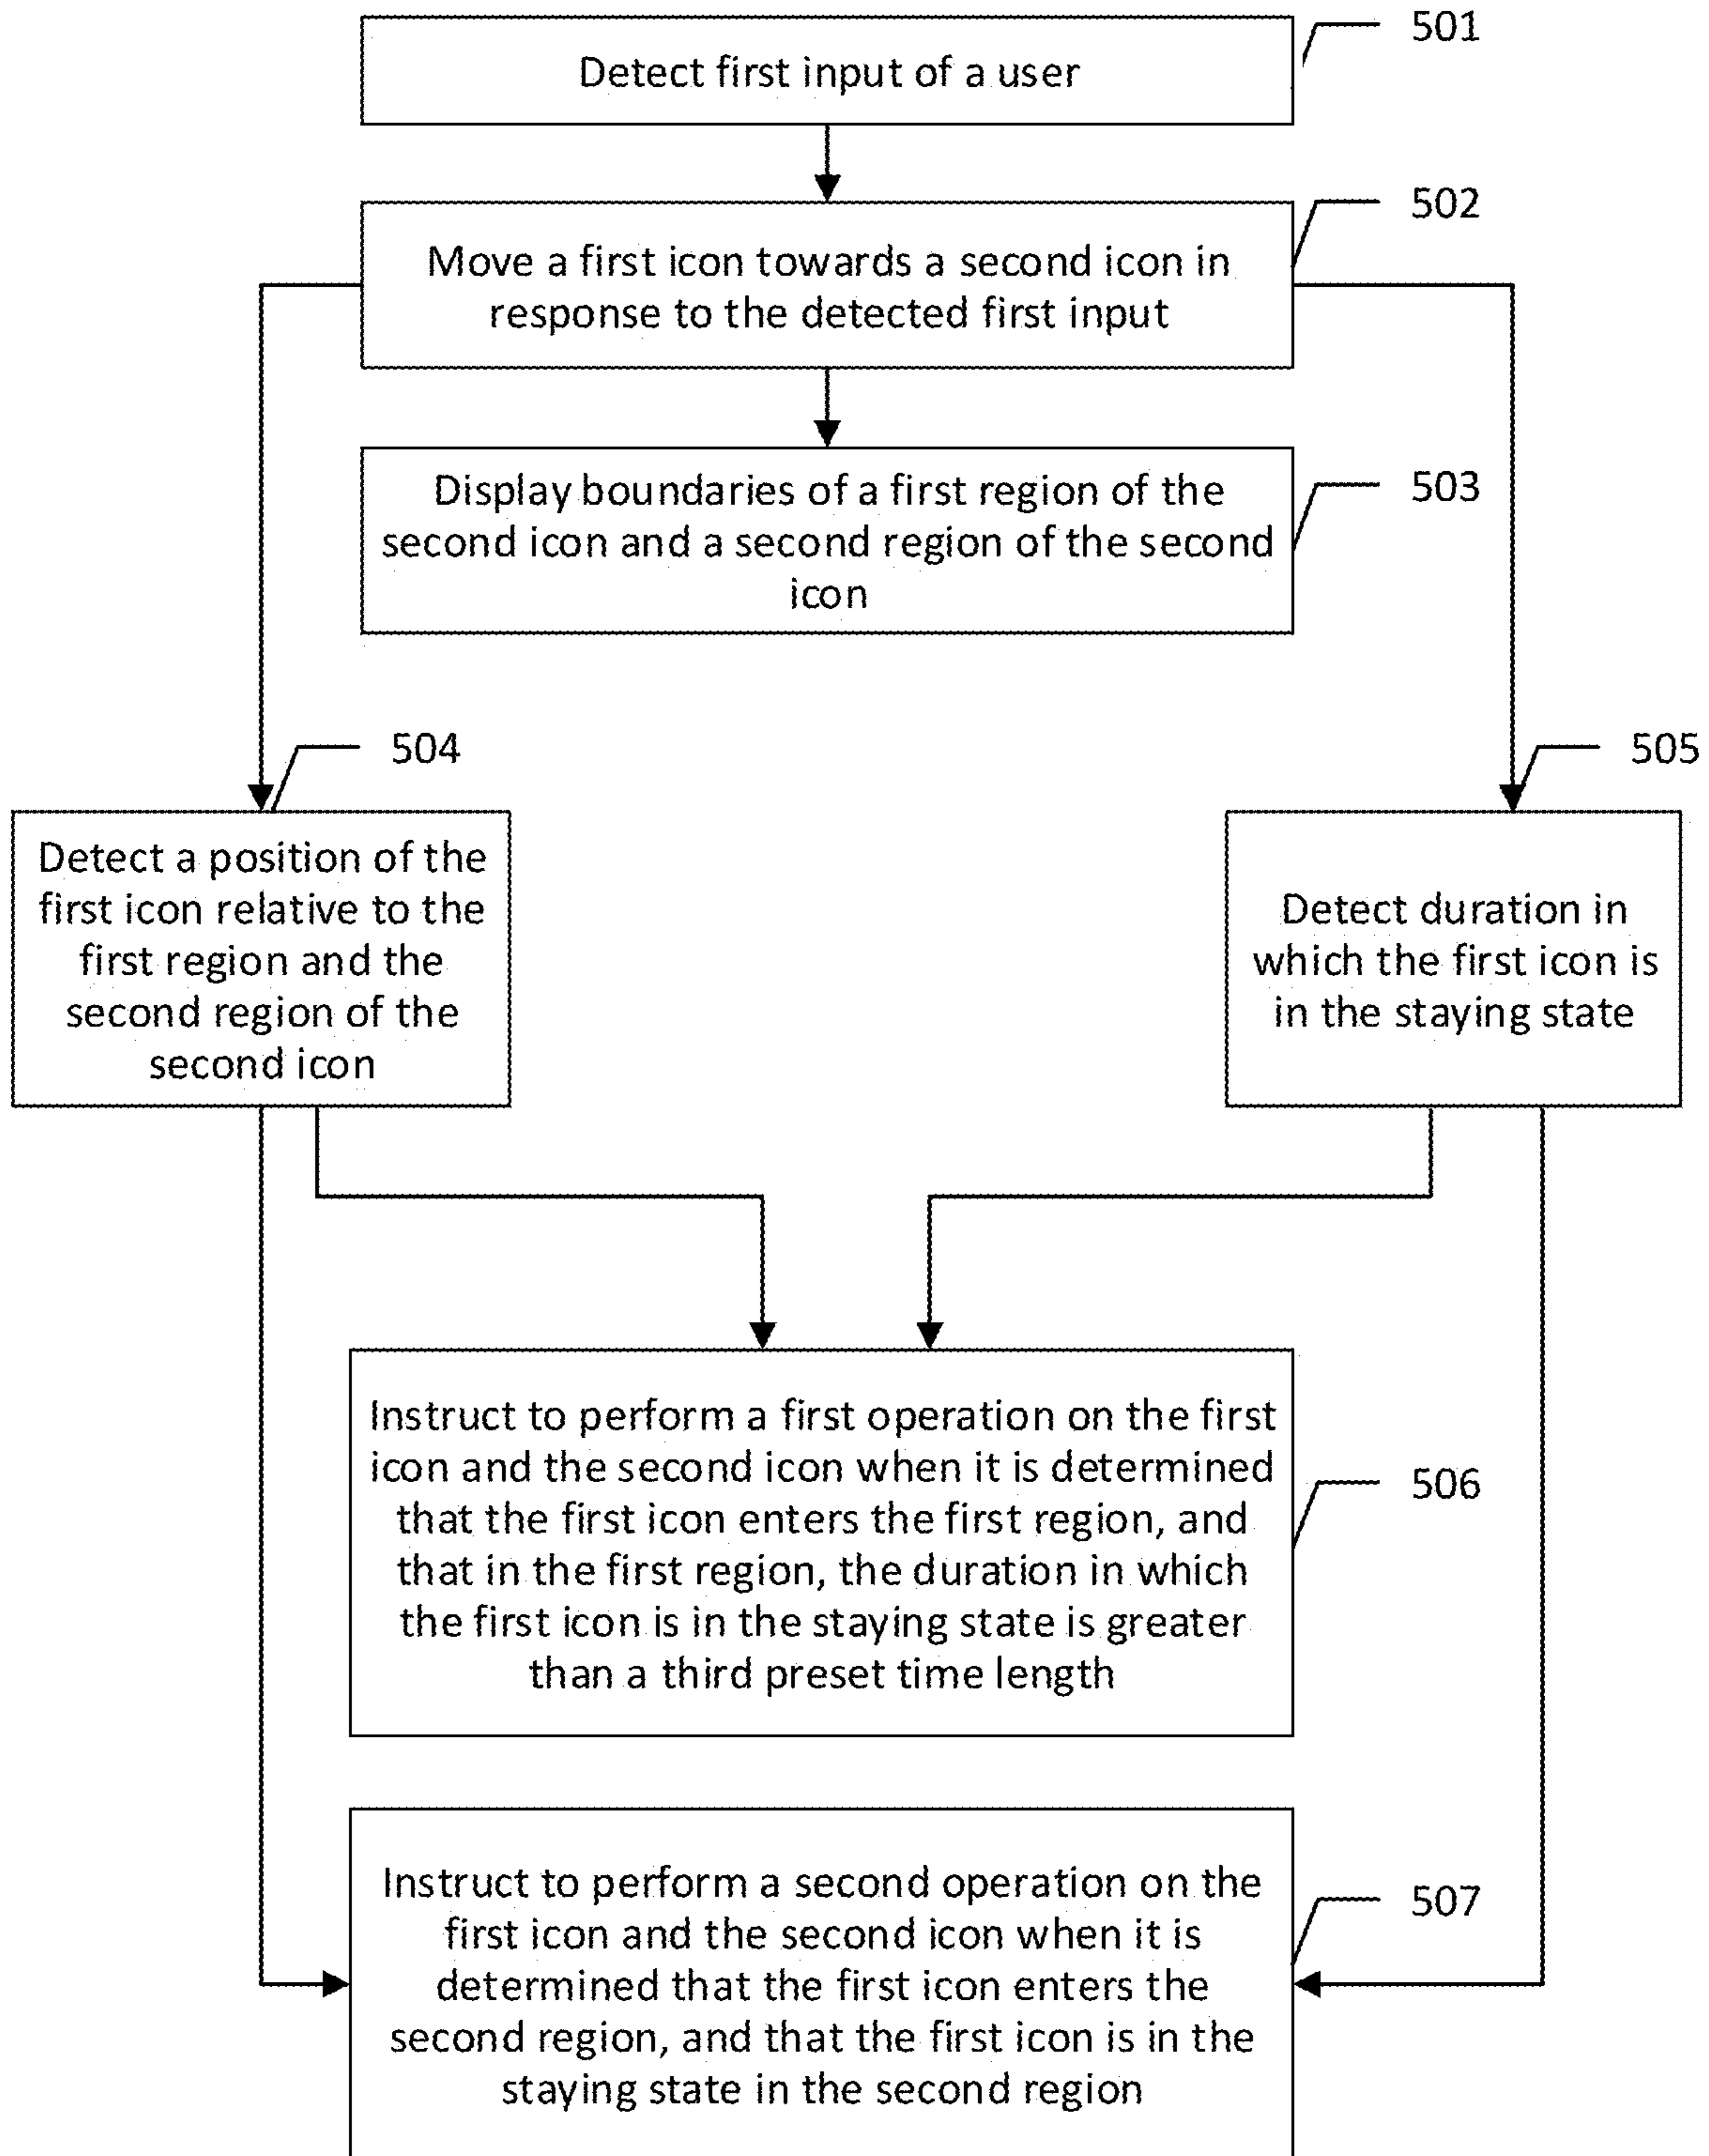 501
Detect first input of a user
502
Move a first icon towards a second icon in
response to the detected first input
503
Display boundaries of a first region of the
second icon and a second region of the second
icon
504
Detect a position of the
first icon relative to the
first region and the
second region of the
second icon
505
Detect duration in
which the first icon is
in the staying state
Instruct to perform a first operation on the first
icon and the second icon when it is determined
that the first icon enters the first region, and
that in the first region, the duration in which
the first icon is in the staying state is greater
than a third preset time length
506
Instruct to perform a second operation on the
first icon and the second icon when it is
determined that the first icon enters the
second region, and that the first icon is in the
staying state in the second region
507